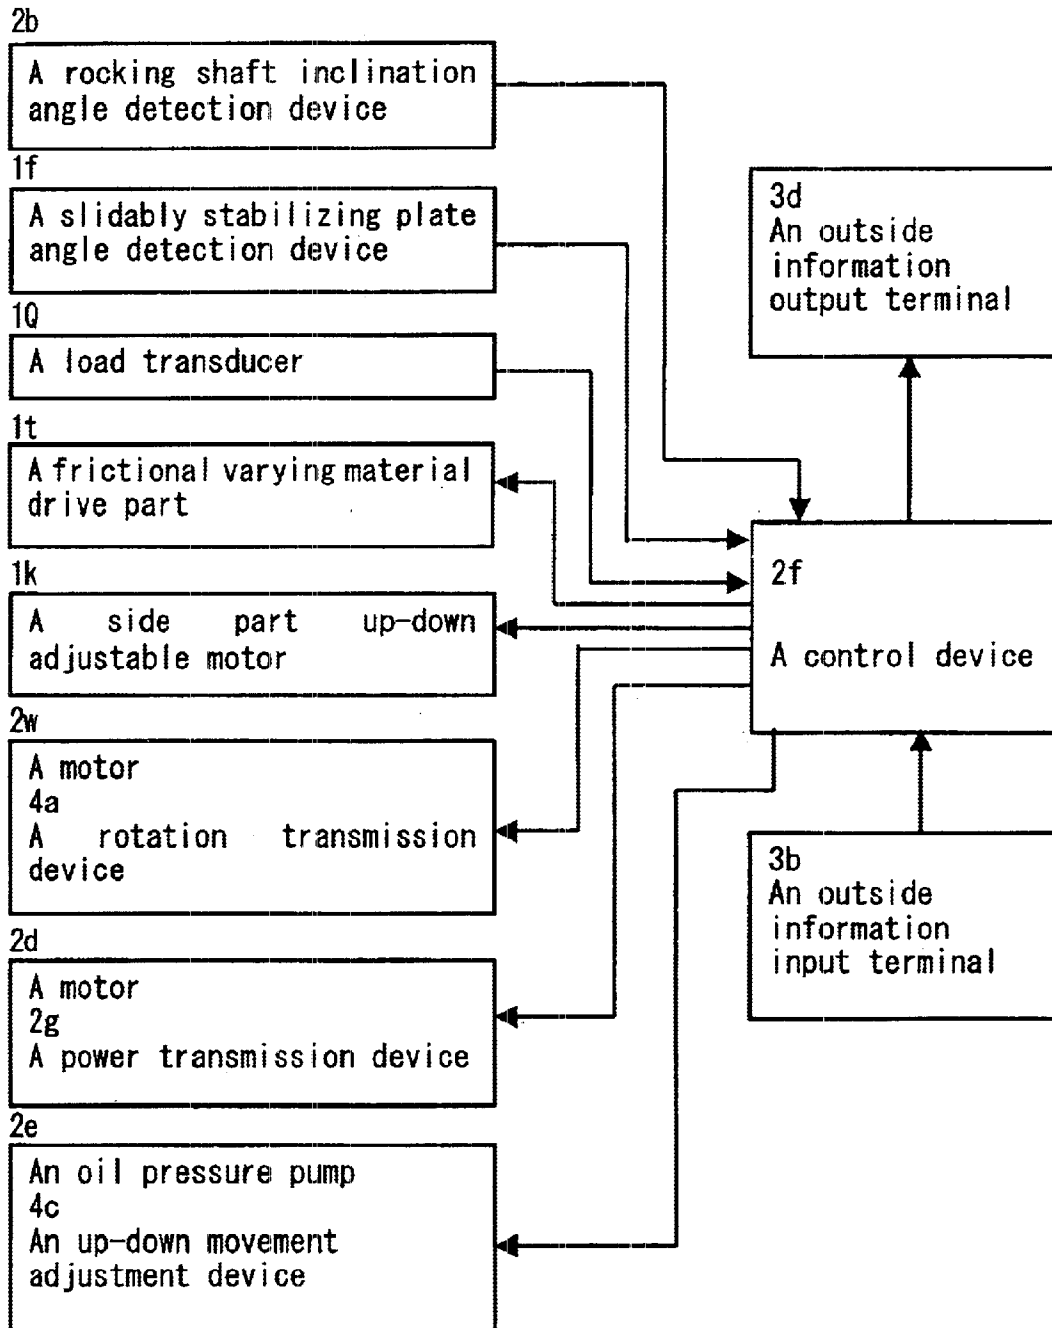 2b
A rocking shaft inclination
angle detection device
1f
A slidably stabilizing plate
angle detection device
1Q
A load transducer
1t
A frictional varying material
drive part
1k
A side part up-down
adjustable motor
2w
A motor
4a
A rotation transmission
device
2d
A motor
2g
A power transmission device
2e
An oil pressure pump
4c
An up-down movement
adjustment device
3d
An outside
information
output terminal
2f
A control device
3b
An outside
information
input terminal